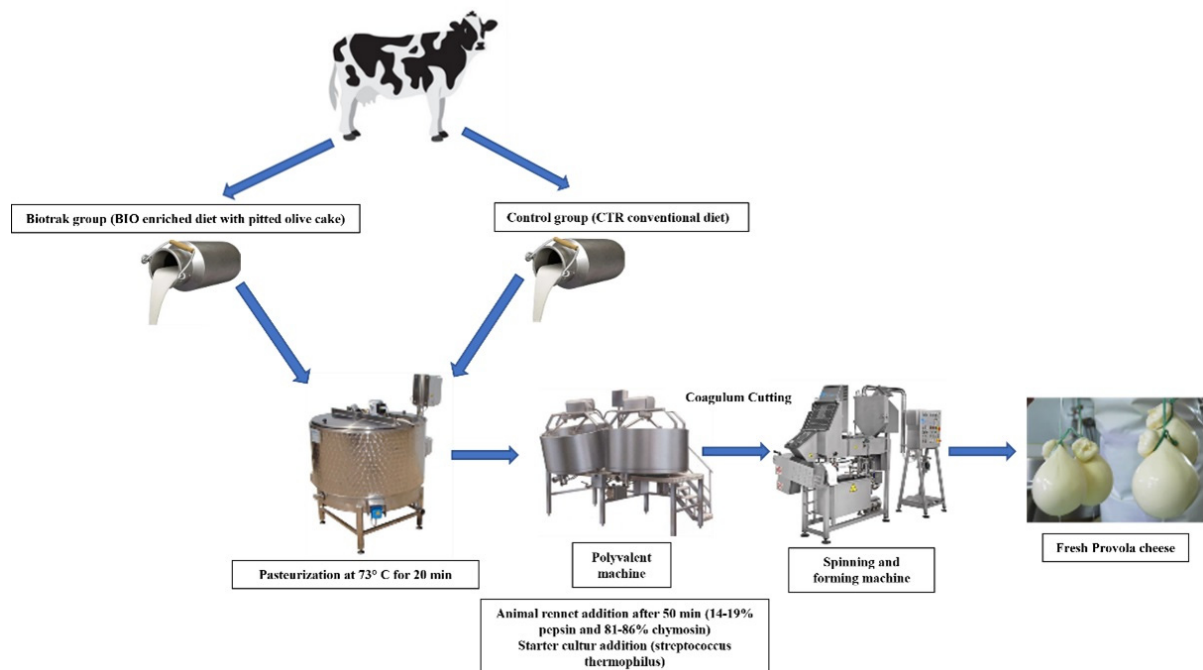 Biotrak group (BIO enriched diet with pitted olive cake)
Control group (CTR conventional diet)
Pasteurization at 73° C for 20 min
Polyvalent
machine
Animal rennet addition after 50 min (14-19%
pepsin and 81-86% chymosin)
Starter cultur addition (streptococcus
thermophilus)
Coagulum Cutting
Spinning and
forming machine
Fresh Provola cheese